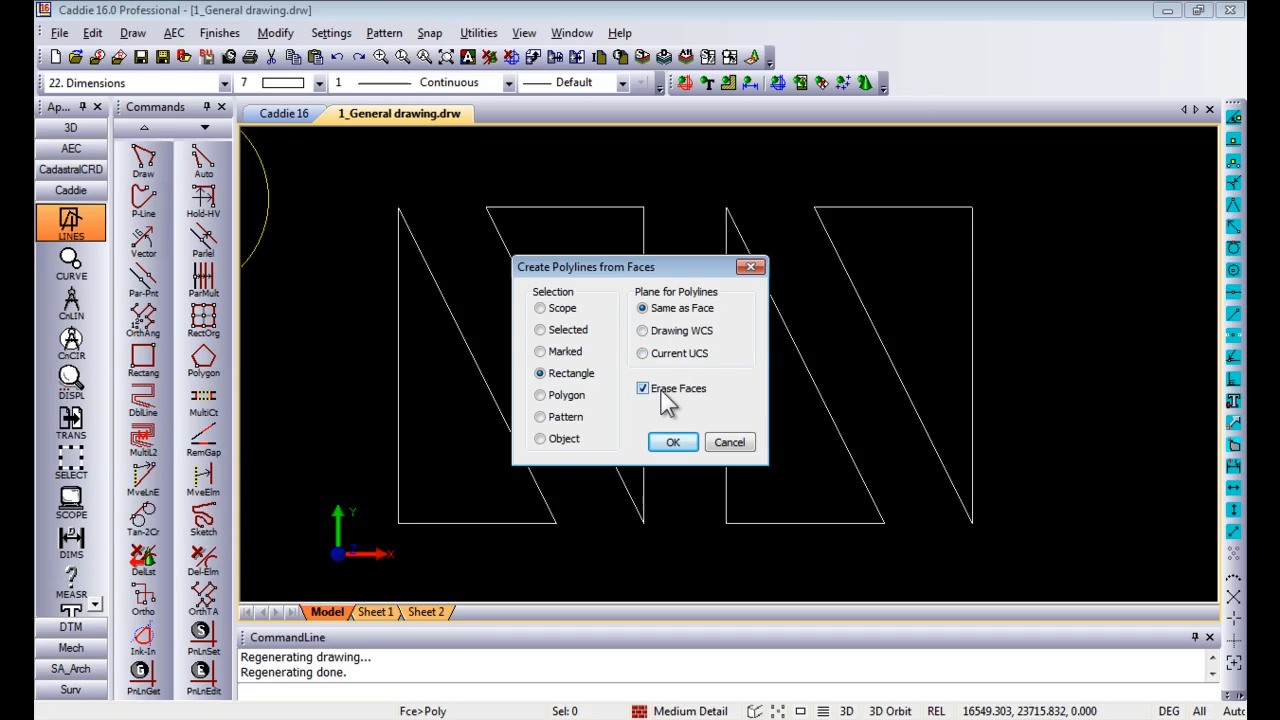 Caddie 16.0 Professional - [1_General drawing.drw]
File Edit Draw AEC Finishes Modify Settings Pattern Snap Utilities View Window Help
22. Dimensions 7 1 Continuous Default
Ap... Commands Caddie 16 1_General drawing.drw
3D
AEC
CadastralCRD
Caddie
LINES
CURVE
CnLIN
CnCIR
DISPL
TRANS
SELECT
SCOPE
DIMS
MEASR
DTM
Mech
SA_Arch
Surv
Draw Auto
P-Line Hold-HV
Vector Parlel
Par-Pnt ParMult
OrthAng RectOrg
Rectang Polygon
DblLine MultiCt
MultiL2 RemGap
MveLnE MveElm
Tan-2Cr Sketch
DelLst Del-Elm
Ortho OrthTA
Ink-In PnLnSet
PnLnGet PnLnEdit
Create Polylines from Faces
Selection
Scope
Selected
Marked
Rectangle
Polygon
Pattern
Object
Plane for Polylines
Same as Face
Drawing WCS
Current UCS
Erase Faces
OK Cancel
Y
X
Model Sheet 1 Sheet 2
CommandLine
Regenerating drawing...
Regenerating done.
Fce>Poly Sel: 0 Medium Detail 3D 3D Orbit REL 16549.303, 23715.832, 0.000 DEG All Auto